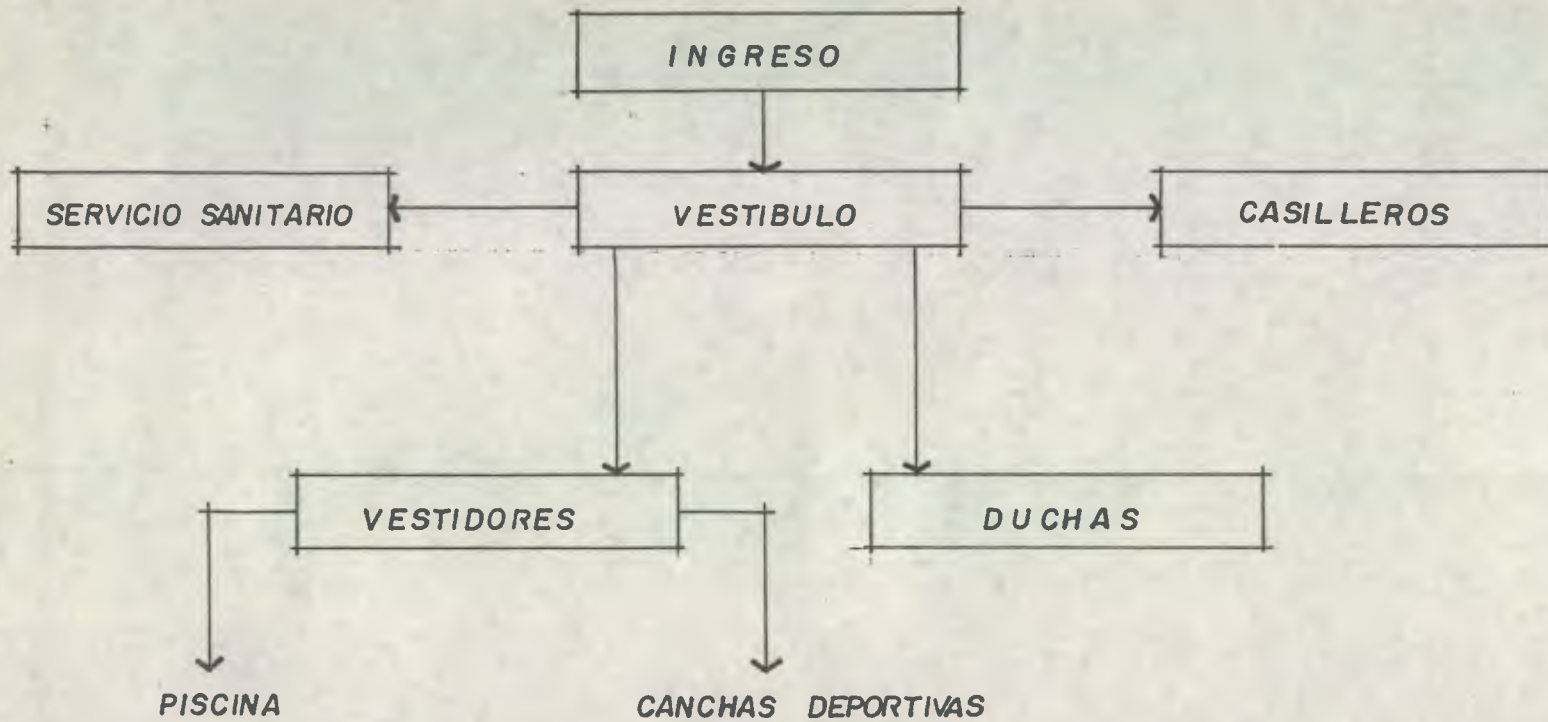 INGRESO
SERVICIO SANITARIO
VESTIBULO
CASILLEROS
VESTIDORES
DUCHAS
PISCINA
CANCHAS DEPORTIVAS